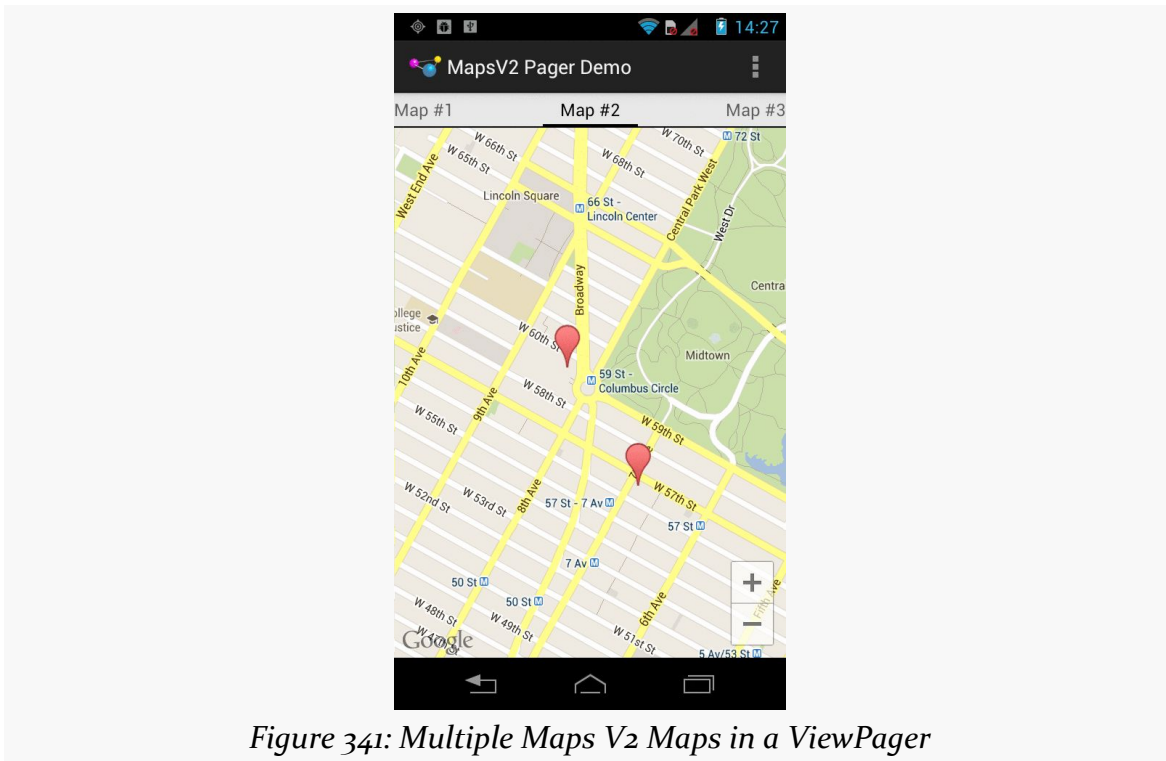 14:27
MapsV2 Pager Demo
Map #1
Map #2
Map #3
W 66th St
W 70th St
M 72 St
W 65th St
W 68th St
West End Ave
Central Park West
Lincoln Square
66 St -
Lincoln Center
West Dr
Broadway
Centra
ollege
ustice
W 60th St
Midtown
10th Ave
59 St -
Columbus Circle
W 58th St
9th Ave
W 55th St
W 59th St
W 57th St
W 52nd St
W 53rd St
8th Ave
57 St - 7 Av M
57 St M
7 Av M
50 St M
+
50 St M
6th Ave
Fifth Ave
W 48th St
W 49th St
−
W 51st St
W 47th
Google
5 Av/53 St M
Figure 341: Multiple Maps V2 Maps in a ViewPager